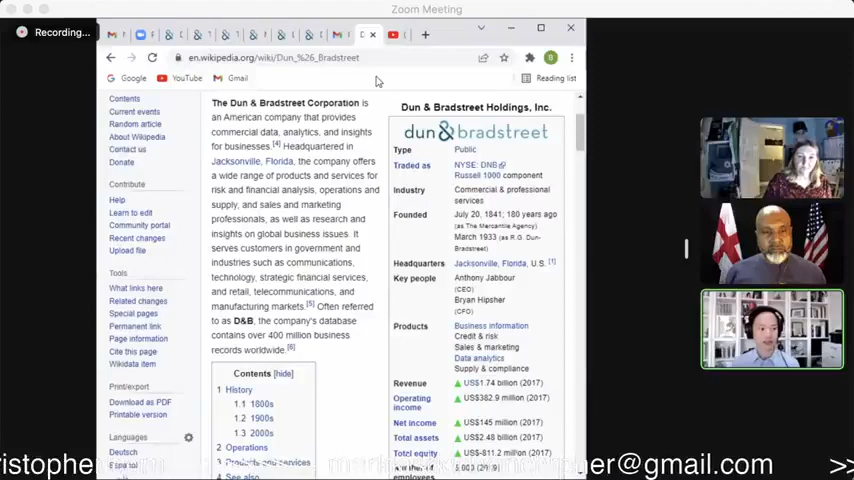 Zoom Meeting
Recording...
en.wikipedia.org/wiki/Dun_%26_Bradstreet
B
Google
YouTube
Gmail
Reading list
Contents
Current events
Random article
About Wikipedia
Contact us
Donate
Contribute
Help
Learn to edit
Community portal
Recent changes
Upload file
Tools
What links here
Related changes
Special pages
Permanent link
Page information
Cite this page
Wikidata item
Print/export
Download as PDF
Printable version
Languages
Deutsch
Español
The Dun & Bradstreet Corporation is
an American company that provides
commercial data, analytics, and insights
for businesses.[4] Headquartered in
Jacksonville, Florida, the company offers
a wide range of products and services for
risk and financial analysis, operations and
supply, and sales and marketing
professionals, as well as research and
insights on global business issues. It
serves customers in government and
industries such as communications,
technology, strategic financial services,
and retail, telecommunications, and
manufacturing markets.[5] Often referred
to as D&B, the company's database
contains over 400 million business
records worldwide.[6]
Contents [hide]
1 History
1.1 1800s
1.2 1900s
1.3 2000s
2 Operations
3 Products and services
4 See also
Dun & Bradstreet Holdings, Inc.
dun & bradstreet
Type Public
Traded as NYSE: DNB
Russell 1000 component
Industry Commercial & professional
services
Founded July 20, 1841; 180 years ago
(as The Mercantile Agency)
March 1933 (as R.G. Dun-
Bradstreet)
Headquarters Jacksonville, Florida, U.S. [1]
Key people Anthony Jabbour
(CEO)
Bryan Hipsher
(CFO)
Products Business information
Credit & risk
Sales & marketing
Data analytics
Supply & compliance
Revenue US$1.74 billion (2017)
Operating income US$382.9 million (2017)
Net income US$145 million (2017)
Total assets US$2.48 billion (2017)
Total equity US$-811.2 million (2017)
employees
@gmail.com
>>